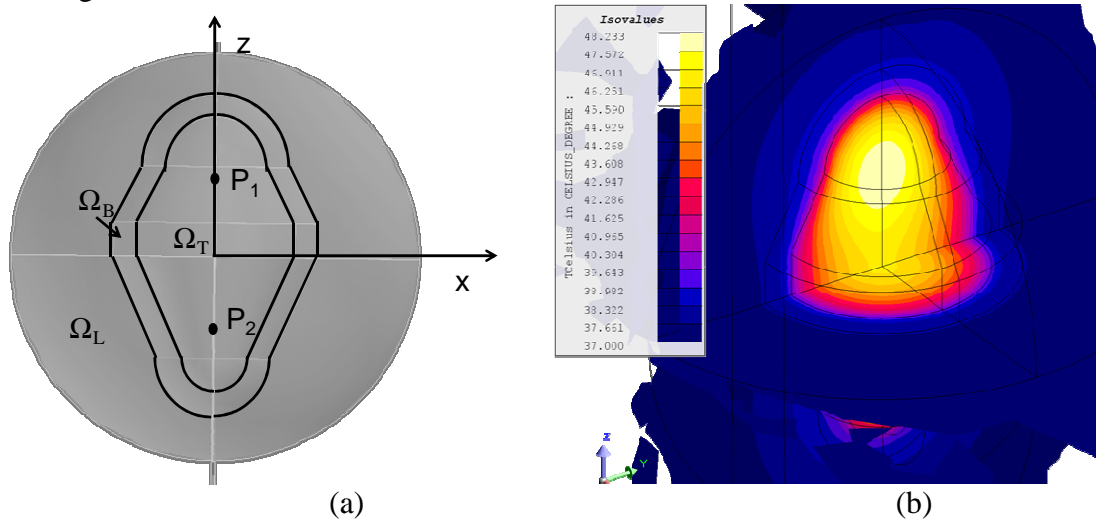 z
P1
ΩB
ΩT
x
P2
ΩL
(a)
Isovalues
48.233
47.572
46.911
46.251
45.590
44.929
44.268
43.608
42.947
42.286
41.625
40.965
40.304
39.643
38.322
37.661
37.000
TCelsius in CELSIUS_DEGREE :
Z
Y
(b)